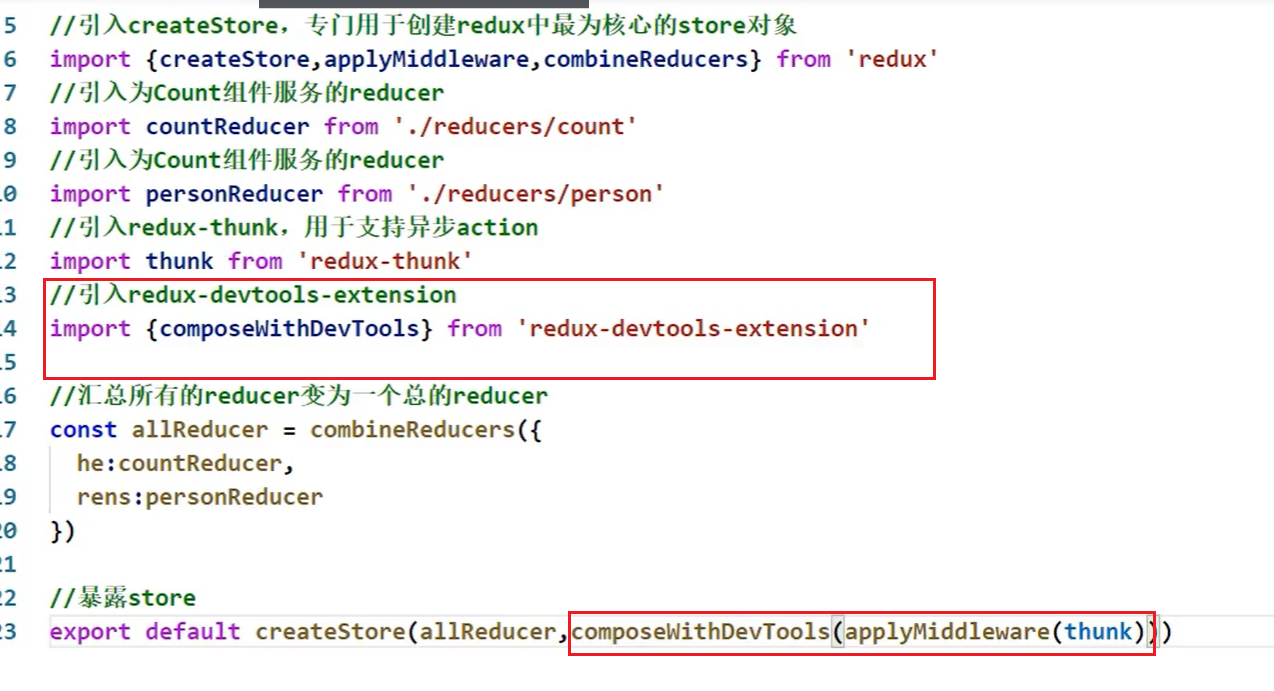 5 //引入createStore，专门用于创建redux中最为核心的store对象
6 import {createStore,applyMiddleware,combineReducers} from 'redux'
7 //引入为Count组件服务的reducer
8 import countReducer from './reducers/count'
9 //引入为Count组件服务的reducer
10 import personReducer from './reducers/person'
11 //引入redux-thunk，用于支持异步action
12 import thunk from 'redux-thunk'
13 //引入redux-devtools-extension
14 import {composeWithDevTools} from 'redux-devtools-extension'
15
16 //汇总所有的reducer变为一个总的reducer
17 const allReducer = combineReducers({
18 he:countReducer,
19 rens:personReducer
20 })
21
22 //暴露store
23 export default createStore(allReducer,composeWithDevTools(applyMiddleware(thunk)))